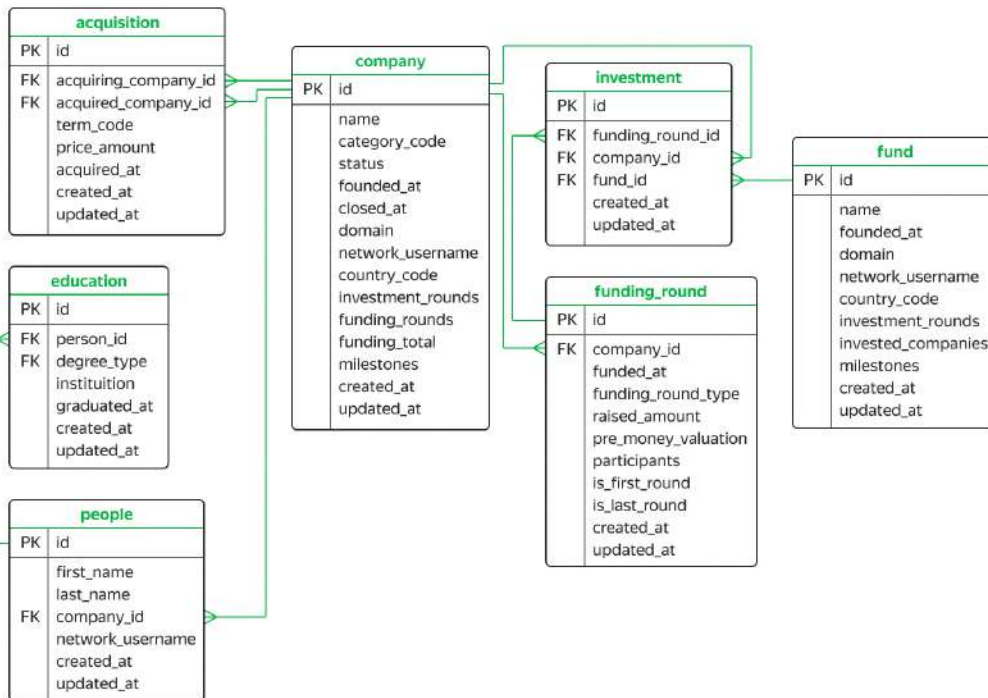 acquisition
PK id
FK acquiring_company_id
FK acquired_company_id
term_code
price_amount
acquired_at
created_at
updated_at
company
PK id
name
category_code
status
founded_at
closed_at
domain
network_username
country_code
investment_rounds
funding_rounds
funding_total
milestones
created_at
updated_at
investment
PK id
FK funding_round_id
FK company_id
FK fund_id
created_at
updated_at
fund
PK id
name
founded_at
domain
network_username
country_code
investment_rounds
invested_companies
milestones
created_at
updated_at
education
PK id
FK person_id
FK degree_type
instituition
graduated_at
created_at
updated_at
funding_round
PK id
FK company_id
funded_at
funding_round_type
raised_amount
pre_money_valuation
participants
is_first_round
is_last_round
created_at
updated_at
people
PK id
first_name
last_name
FK company_id
network_username
created_at
updated_at